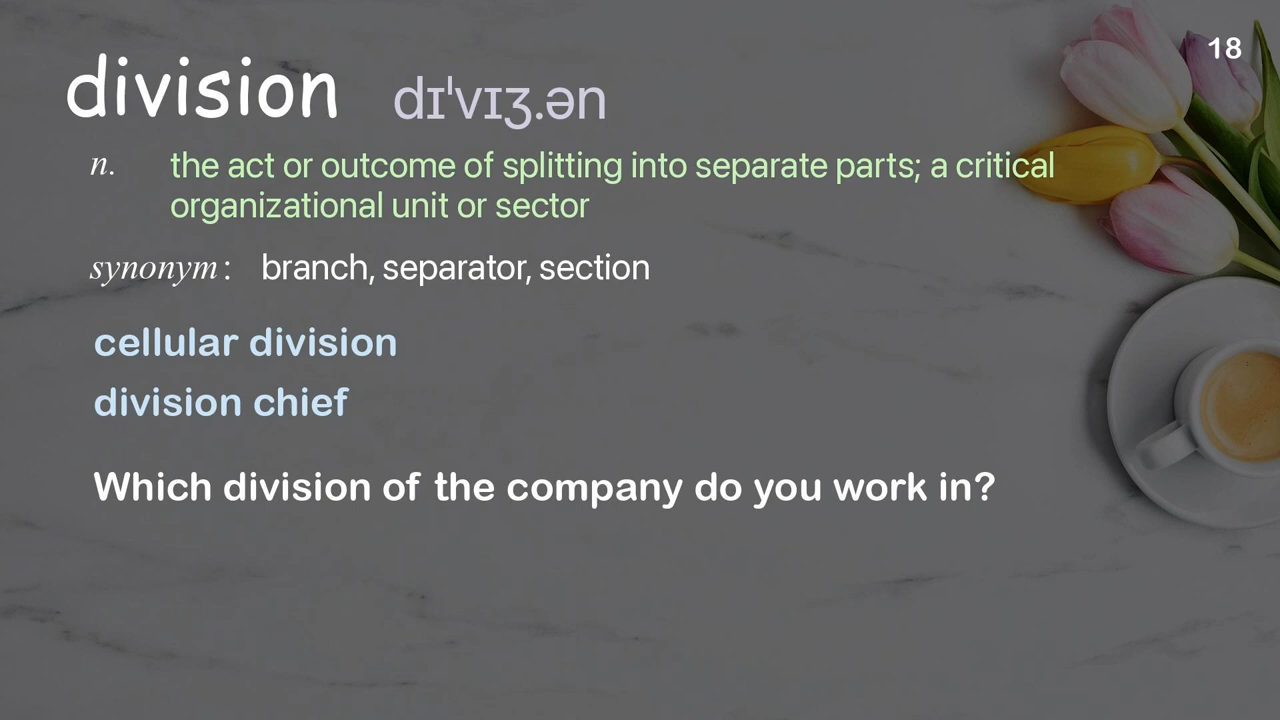 18
division dɪˈvɪʒ.ən
n. the act or outcome of splitting into separate parts; a critical
organizational unit or sector
synonym: branch, separator, section
cellular division
division chief
Which division of the company do you work in?